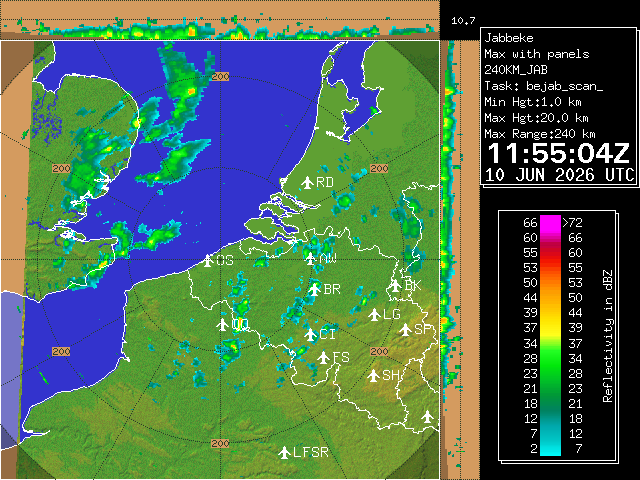 10.7
Jabbeke
Max with panels
240KM_JAB
Task: bejab_scan_
Min Hgt:1.0 km
Max Hgt:20.0 km
Max Range:240 km
11:55:04Z
10 JUN 2026 UTC
200
200
200
RD
OS
AW
BR
BK
LG
CI
SP
FS
SH
200
200
LFSR
66 >72
60 66
55 60
53 55
50 53
44 50
39 44
37 39
34 37
28 34
24 28
21 24
18 21
12 18
7 12
2 7
Reflectivity in dBZ